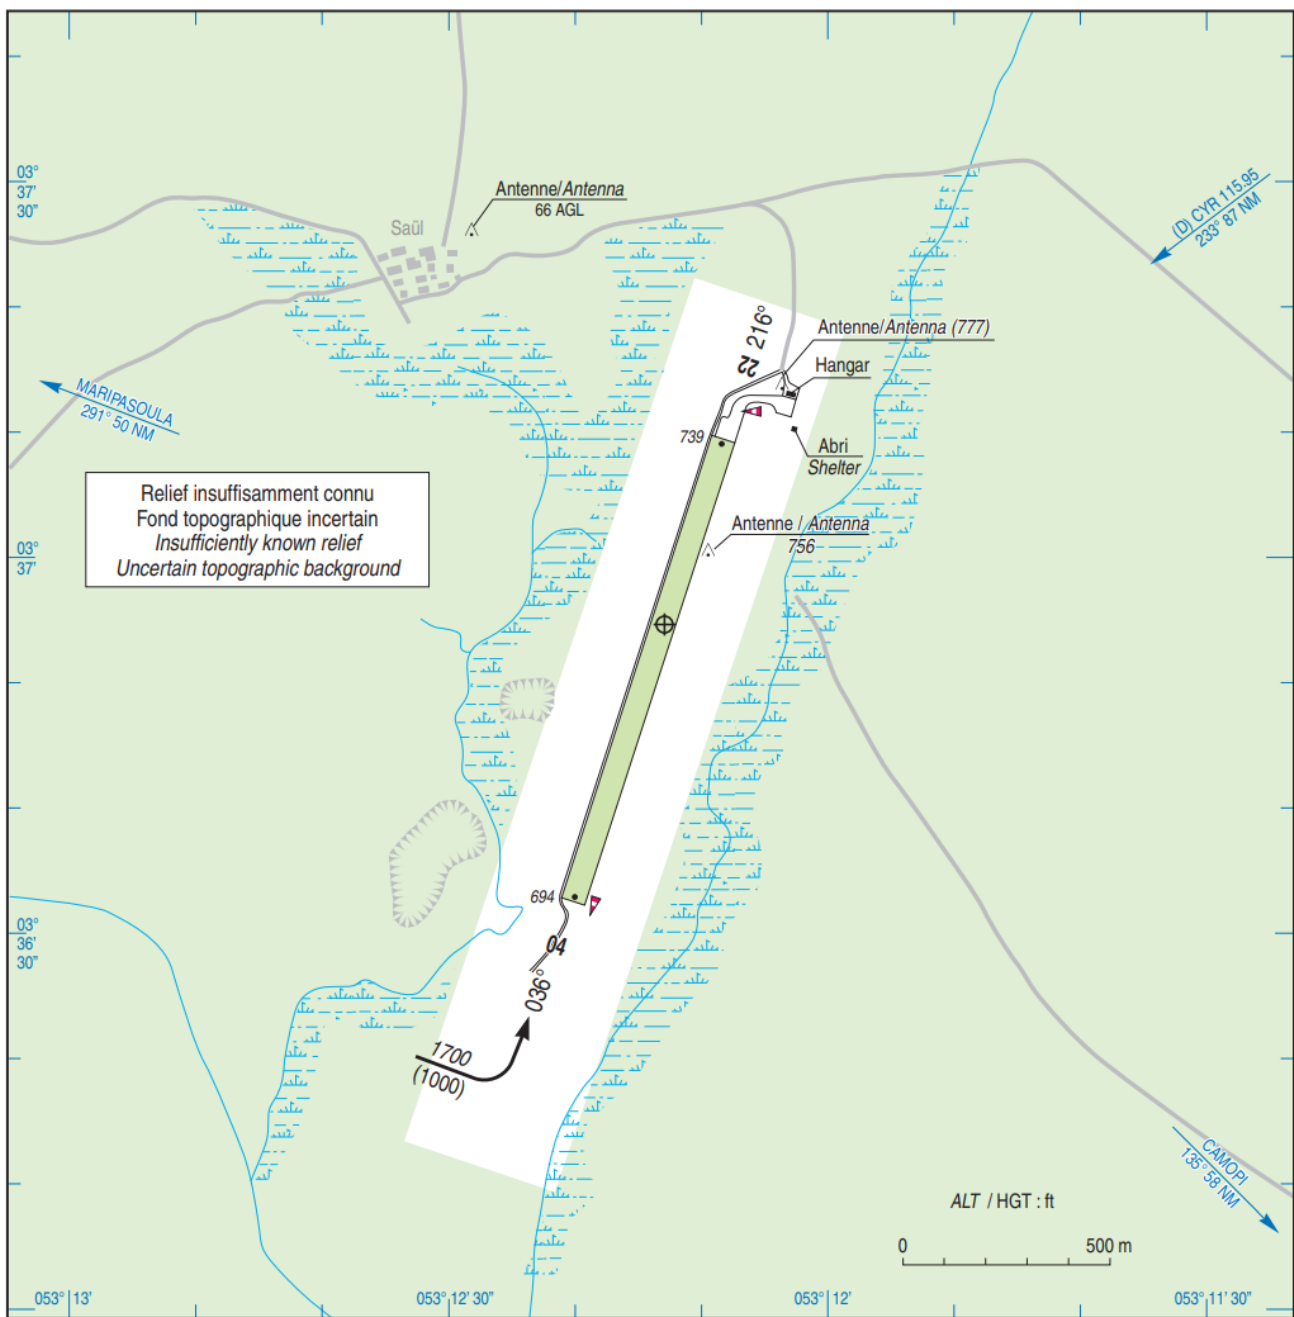 03°
37'
30"
Antenne/Antenna
66 AGL
Saül
(D) CYR 115.95
233° 87 NM
216°
22
Antenne/Antenna (777)
Hangar
MARIPASOULA
291° 50 NM
739
Abri
Shelter
Relief insuffisamment connu
Fond topographique incertain
Insufficiently known relief
Uncertain topographic background
Antenne / Antenna
756
03°
37'
694
03
36'
30"
04
036°
1700
(1000)
CAMOPI
135° 58 NM
ALT / HGT : ft
0 500 m
053° 13' 053° 12' 30" 053° 12' 053° 11' 30"